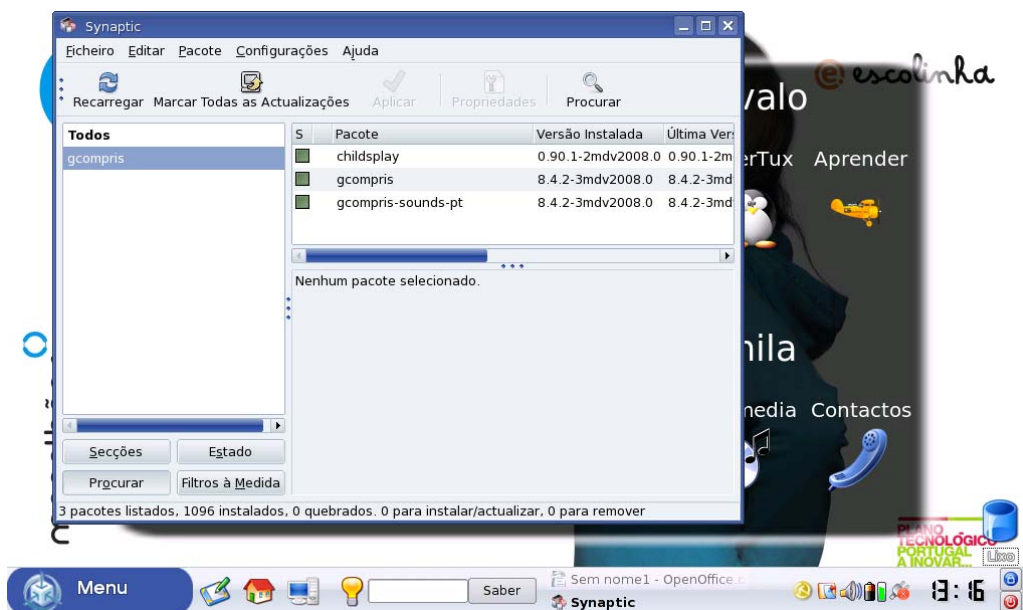 Synaptic
Ficheiro Editar Pacote Configurações Ajuda
Recarregar Marcar Todas as Actualizações Aplicar Propriedades Procurar
Todos
gcompris
S Pacote Versão Instalada Última Vers
childsplay 0.90.1-2mdv2008.0 0.90.1-2m
gcompris 8.4.2-3mdv2008.0 8.4.2-3md
gcompris-sounds-pt 8.4.2-3mdv2008.0 8.4.2-3md
Nenhum pacote selecionado.
Secções Estado
Procurar Filtros à Medida
3 pacotes listados, 1096 instalados, 0 quebrados. 0 para instalar/actualizar, 0 para remover
e escolinha
valo
erTux Aprender
hila
media Contactos
PLANO
TECNOLÓGICO
PORTUGAL
A INOVAR...
Lixo
Menu Saber
Sem nome1 - OpenOffice.
Synaptic
13:16